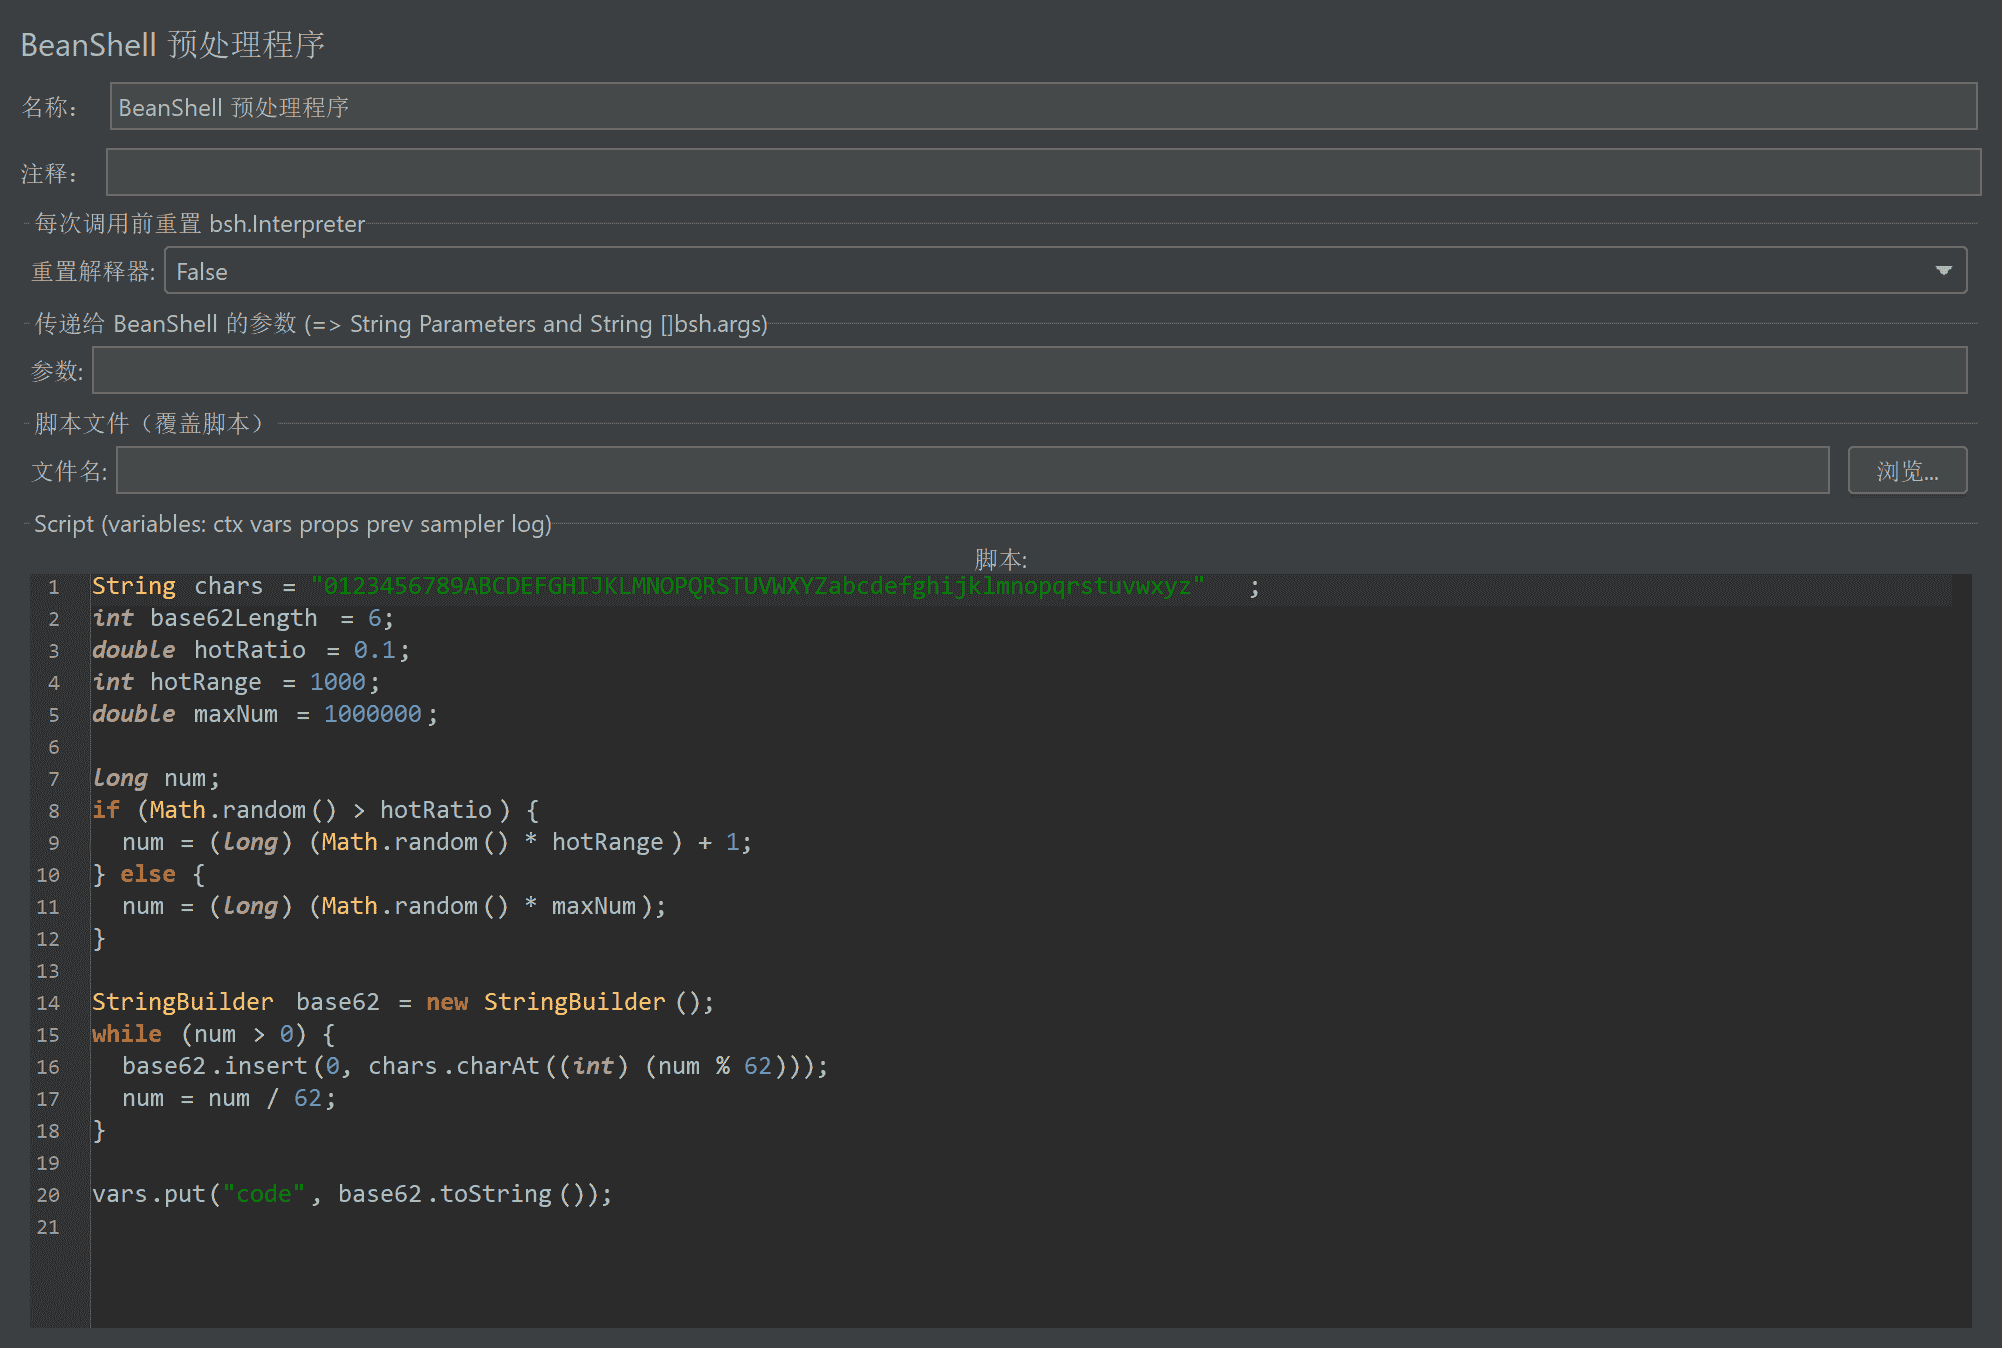 BeanShell 预处理程序
名称： BeanShell 预处理程序
注释：
每次调用前重置 bsh.Interpreter
重置解释器: False
传递给 BeanShell 的参数 (=> String Parameters and String []bsh.args)
参数:
脚本文件（覆盖脚本）
文件名: 浏览...
Script (variables: ctx vars props prev sampler log)
脚本:
1 String chars = "0123456789ABCDEFGHIJKLMNOPQRSTUVWXYZabcdefghijklmnopqrstuvwxyz" ;
2 int base62Length = 6;
3 double hotRatio = 0.1;
4 int hotRange = 1000;
5 double maxNum = 1000000;
6
7 long num;
8 if (Math.random() > hotRatio) {
9   num = (long) (Math.random() * hotRange) + 1;
10 } else {
11   num = (long) (Math.random() * maxNum);
12 }
13
14 StringBuilder base62 = new StringBuilder();
15 while (num > 0) {
16   base62.insert(0, chars.charAt((int) (num % 62)));
17   num = num / 62;
18 }
19
20 vars.put("code", base62.toString());
21